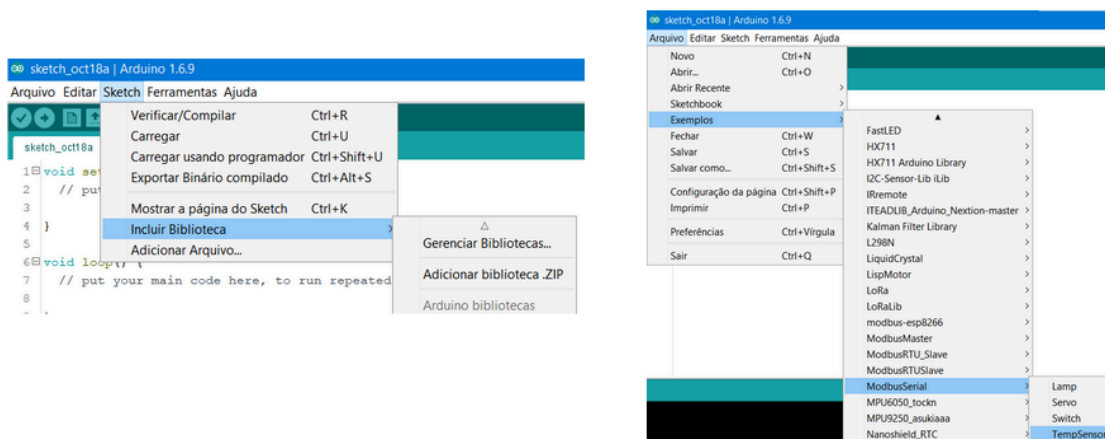 sketch_oct18a | Arduino 1.6.9
Arquivo Editar Sketch Ferramentas Ajuda
sketch_oct18a
Verificar/Compilar Ctrl+R
Carregar Ctrl+U
Carregar usando programador Ctrl+Shift+U
Exportar Binário compilado Ctrl+Alt+S
Mostrar a página do Sketch Ctrl+K
Incluir Biblioteca
Adicionar Arquivo...
Gerenciar Bibliotecas...
Adicionar biblioteca .ZIP
Arduino bibliotecas
1 void set
2 // put
3
4 }
5
6 void loop() {
7 // put your main code here, to run repeated
8
sketch_oct18a | Arduino 1.6.9
Arquivo Editar Sketch Ferramentas Ajuda
Novo Ctrl+N
Abrir... Ctrl+O
Abrir Recente
Sketchbook
Exemplos
Fechar Ctrl+W
Salvar Ctrl+S
Salvar como... Ctrl+Shift+S
Configuração da página Ctrl+Shift+P
Imprimir Ctrl+P
Preferências Ctrl+Vírgula
Sair Ctrl+Q
FastLED
HX711
HX711 Arduino Library
I2C-Sensor-Lib iLib
IRremote
ITEADLIB_Arduino_Nextion-master
Kalman Filter Library
L298N
LiquidCrystal
LispMotor
LoRa
LoRaLib
modbus-esp8266
ModbusMaster
ModbusRTU_Slave
ModbusRTUSlave
ModbusSerial
MPU6050_tockn
MPU9250_asukiaaa
Nanoshield_RTC
Lamp
Servo
Switch
TempSensor